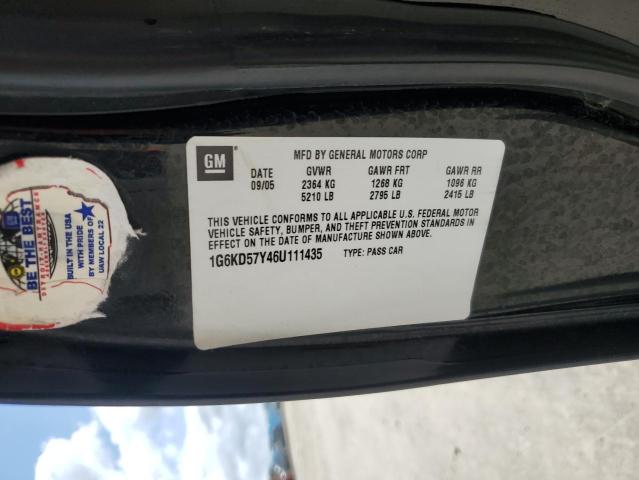 GM
MFD BY GENERAL MOTORS CORP
DATE GVWR GAWR FRT GAWR RR
09/05 2364 KG 1268 KG 1096 KG
5210 LB 2795 LB 2415 LB
THIS VEHICLE CONFORMS TO ALL APPLICABLE U.S. FEDERAL MOTOR
VEHICLE SAFETY, BUMPER, AND THEFT PREVENTION STANDARDS IN
EFFECT ON THE DATE OF MANUFACTURE SHOWN ABOVE.
1G6KD57Y46U111435 TYPE: PASS CAR
BE THE BEST
BUILT IN THE USA
WITH PRIDE
BY MEMBERS OF
UAW LOCAL 22